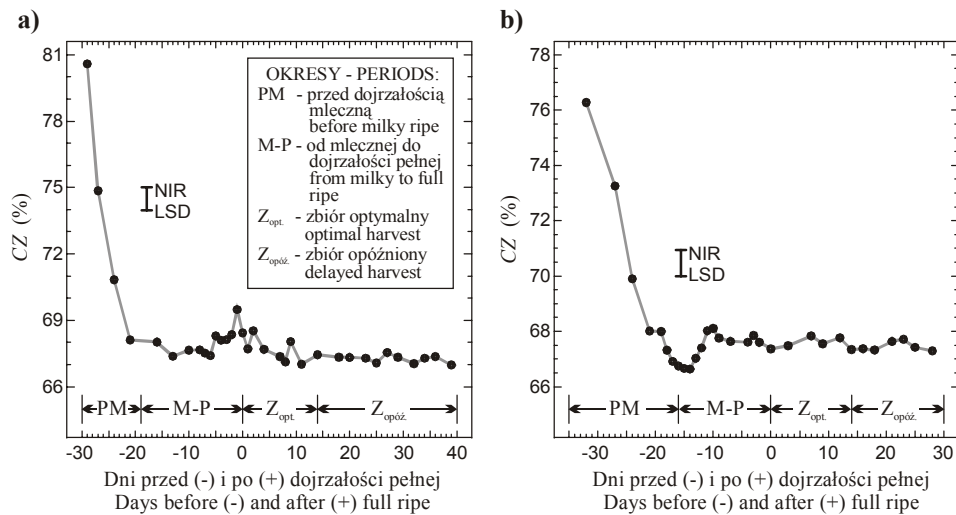 a)
81
78
75
72
69
66
CZ (%)
OKRESY - PERIODS:
PM - przed dojrzałością
mleczną
before milky ripe
M-P - od mlecznej do
dojrzałości pełnej
from milky to full
ripe
Zopt. - zbiór optymalny
optimal harvest
Zopóź. - zbiór opóźniony
delayed harvest
NIR
LSD
PM M-P Zopt. Zopóź.
-30 -20 -10 0 10 20 30 40
Dni przed (-) i po (+) dojrzałości pełnej
Days before (-) and after (+) full ripe
b)
78
76
74
72
70
68
66
CZ (%)
NIR
LSD
PM M-P Zopt. Zopóź.
-30 -20 -10 0 10 20 30
Dni przed (-) i po (+) dojrzałości pełnej
Days before (-) and after (+) full ripe